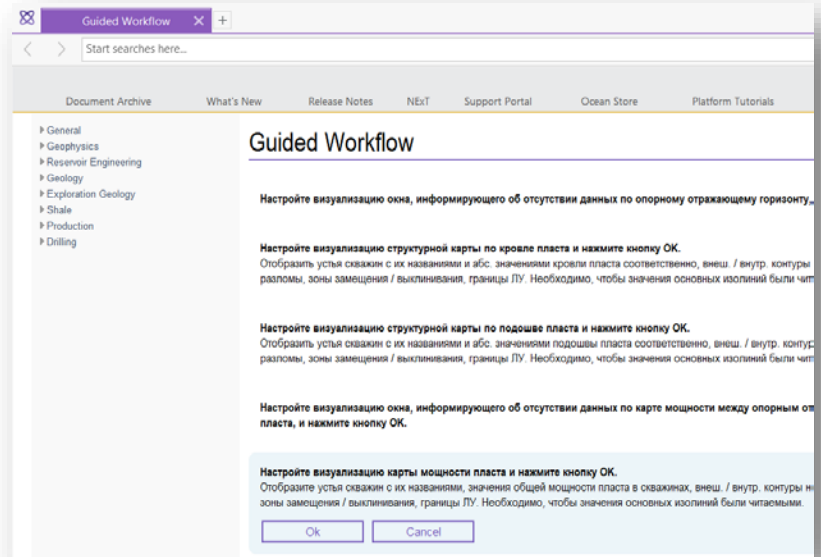 Guided Workflow
Start searches here...
Document Archive What's New Release Notes NExT Support Portal Ocean Store Platform Tutorials
General
Geophysics
Reservoir Engineering
Geology
Exploration Geology
Shale
Production
Drilling
Guided Workflow
Настройте визуализацию окна, информирующего об отсутствии данных по опорному отражающему горизонту,
Настройте визуализацию структурной карты по кровле пласта и нажмите кнопку OK.
Отобразить устья скважин с их названиями и абс. значениями кровли пласта соответственно, внеш. / внутр. контуры
разломы, зоны замещения / выклинивания, границы ЛУ. Необходимо, чтобы значения основных изолиний были
Настройте визуализацию структурной карты по подошве пласта и нажмите кнопку OK.
Отобразить устья скважин с их названиями и абс. значениями подошвы пласта соответственно, внеш. / внутр.
разломы, зоны замещения / выклинивания, границы ЛУ. Необходимо, чтобы значения основных изолиний были
Настройте визуализацию окна, информирующего об отсутствии данных по карте мощности между опорным
пласта, и нажмите кнопку OK.
Настройте визуализацию карты мощности пласта и нажмите кнопку OK.
Отобразите устья скважин с их названиями, значения общей мощности пласта в скважинах, внеш. / внутр. контуры
зоны замещения / выклинивания, границы ЛУ. Необходимо, чтобы значения основных изолиний были читаемыми.
Ok Cancel